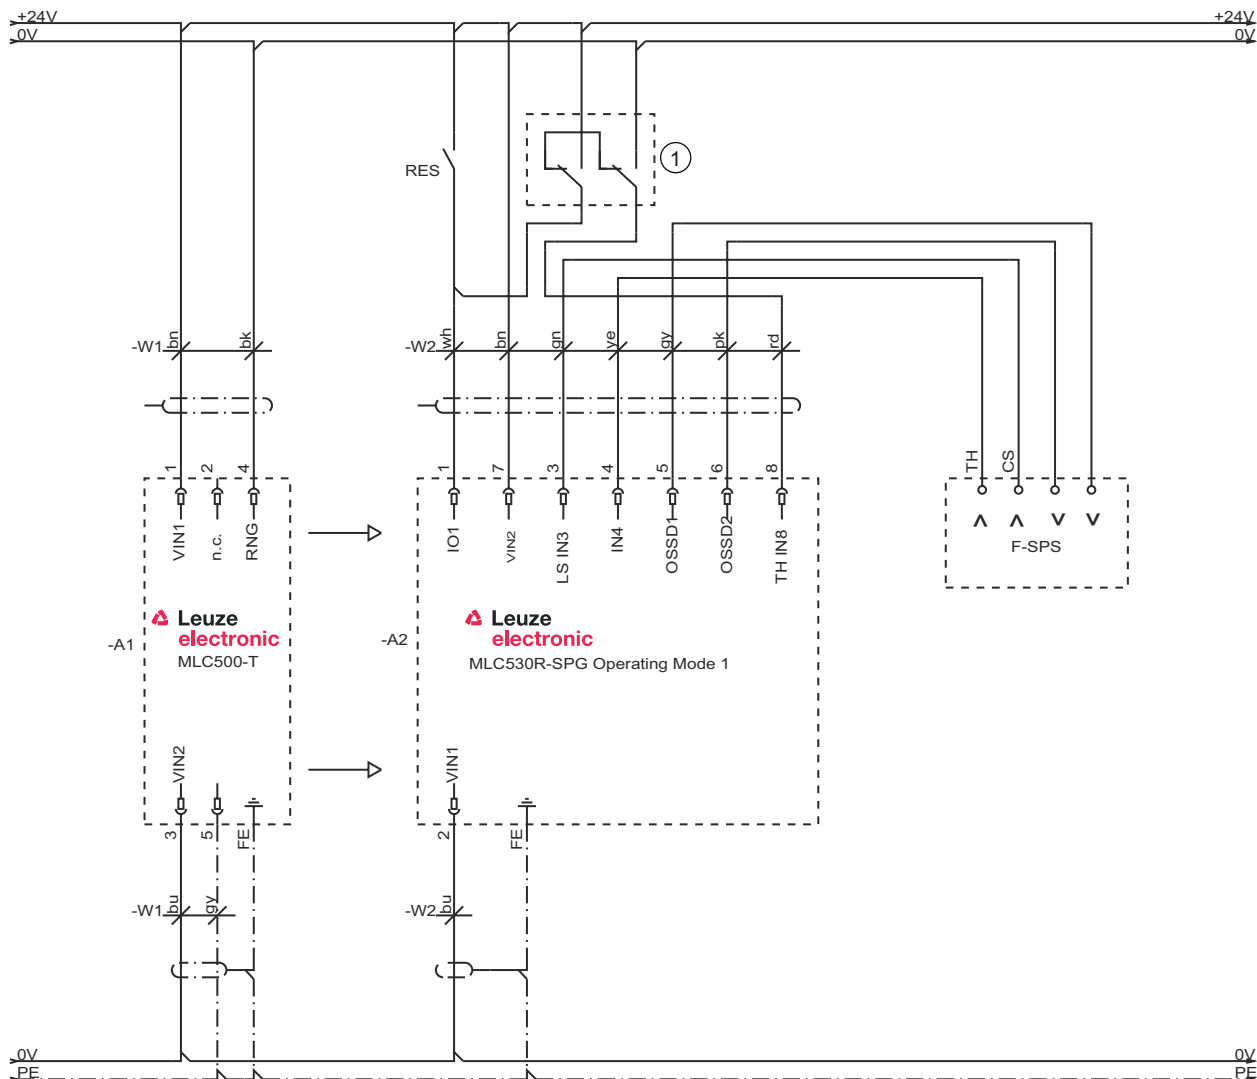 +24V +24V
0V 0V
RES
1
-W1 bn bk
-W2 wh bn gn ye gy pk rd
TH CS
1 2 4
1 7 3 4 5 6 8
VIN1 n.c. RNG
IO1 VIN2 LS IN3 IN4 OSSD1 OSSD2 TH IN8
F-SPS
Leuze
electronic
MLC500-T
-A1
Leuze
electronic
MLC530R-SPG Operating Mode 1
-A2
VIN2
VIN1
3 5 FE
2 FE
-W1 bu gy
-W2 bu
0V 0V
PE PE